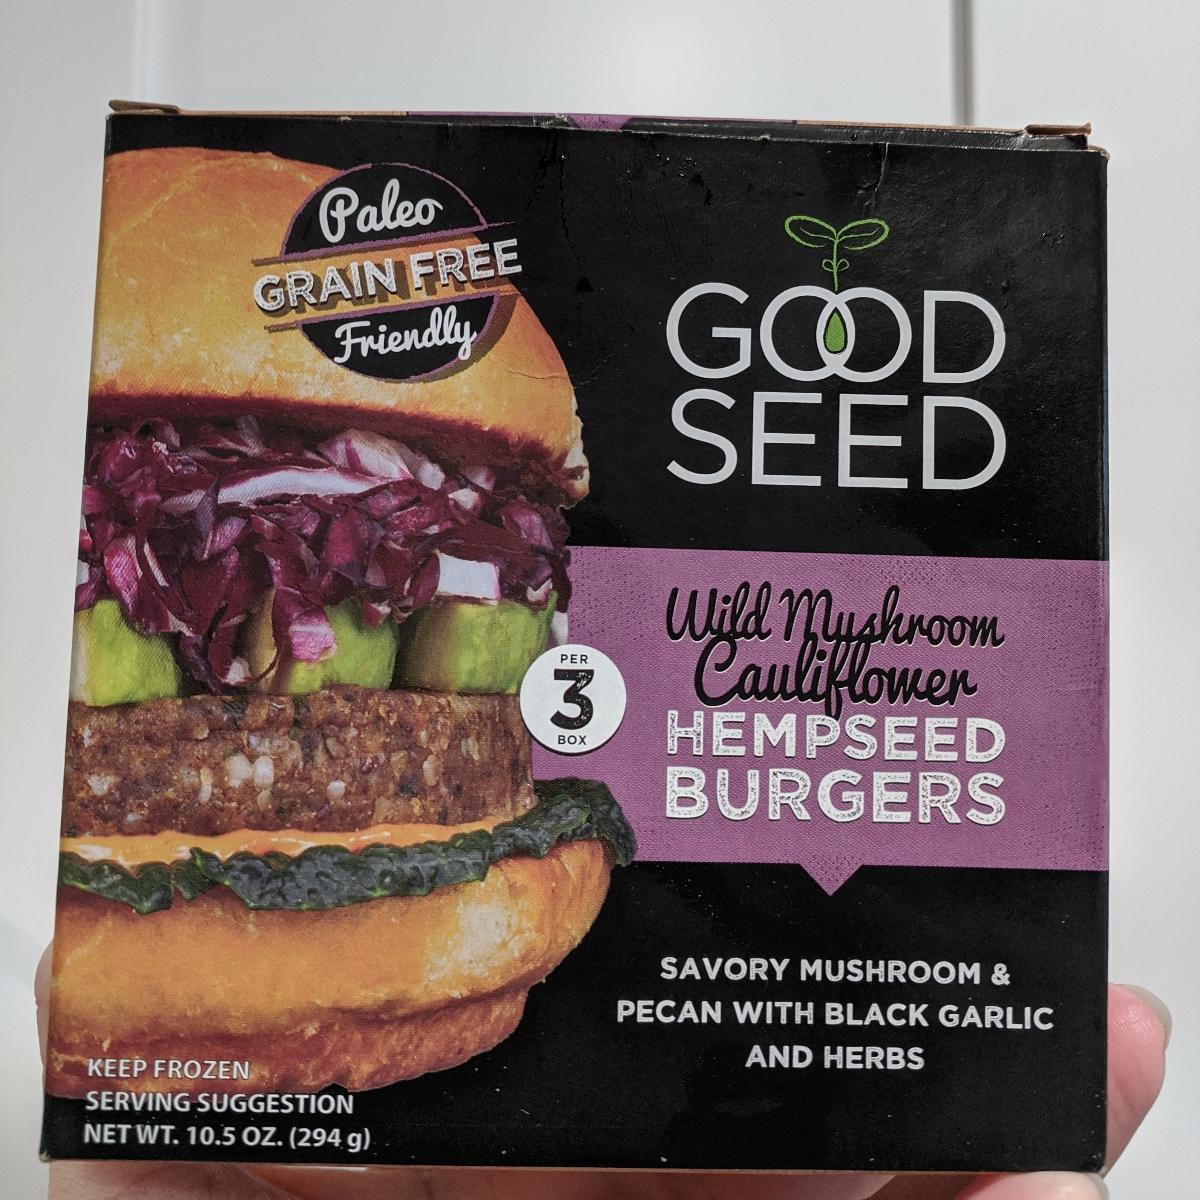 Paleo
GRAIN FREE
Friendly
GOOD
SEED
Wild Mushroom
Cauliflower
HEMPSEED
BURGERS
PER
3
BOX
SAVORY MUSHROOM &
PECAN WITH BLACK GARLIC
AND HERBS
KEEP FROZEN
SERVING SUGGESTION
NET WT. 10.5 OZ. (294 g)